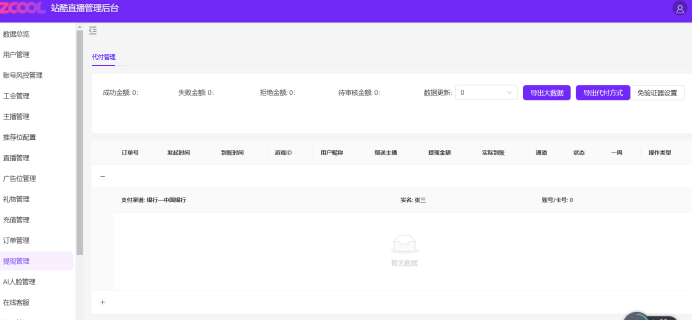 ZCOOL 站酷直播管理后台
数据总览
用户管理
账号风控管理
工会管理
主播管理
推荐位配置
直播管理
广告位管理
礼物管理
充值管理
订单管理
提现管理
AI人脸管理
在线客服
代付管理
成功金额: 0: 失败金额: 0: 拒绝金额: 0: 待审核金额: 0: 数据更新: 0 导出大数据 导出代付方式 免验证器设置
订单号 发起时间 到账时间 用户昵称 提现金额 实际到账 通道 状态 一周 操作类型
支付渠道: 银行—中国银行 实名: 张三 账号/卡号: 0
暂无数据